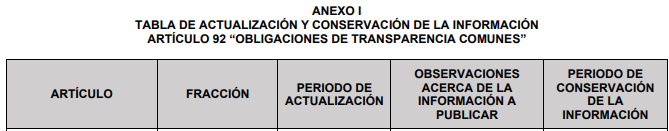 ANEXO I
TABLA DE ACTUALIZACIÓN Y CONSERVACIÓN DE LA INFORMACIÓN
ARTÍCULO 92 “OBLIGACIONES DE TRANSPARENCIA COMUNES”
ARTÍCULO
FRACCIÓN
PERIODO DE
ACTUALIZACIÓN
OBSERVACIONES
ACERCA DE LA
INFORMACIÓN A
PUBLICAR
PERIODO DE
CONSERVACIÓN
DE LA
INFORMACIÓN